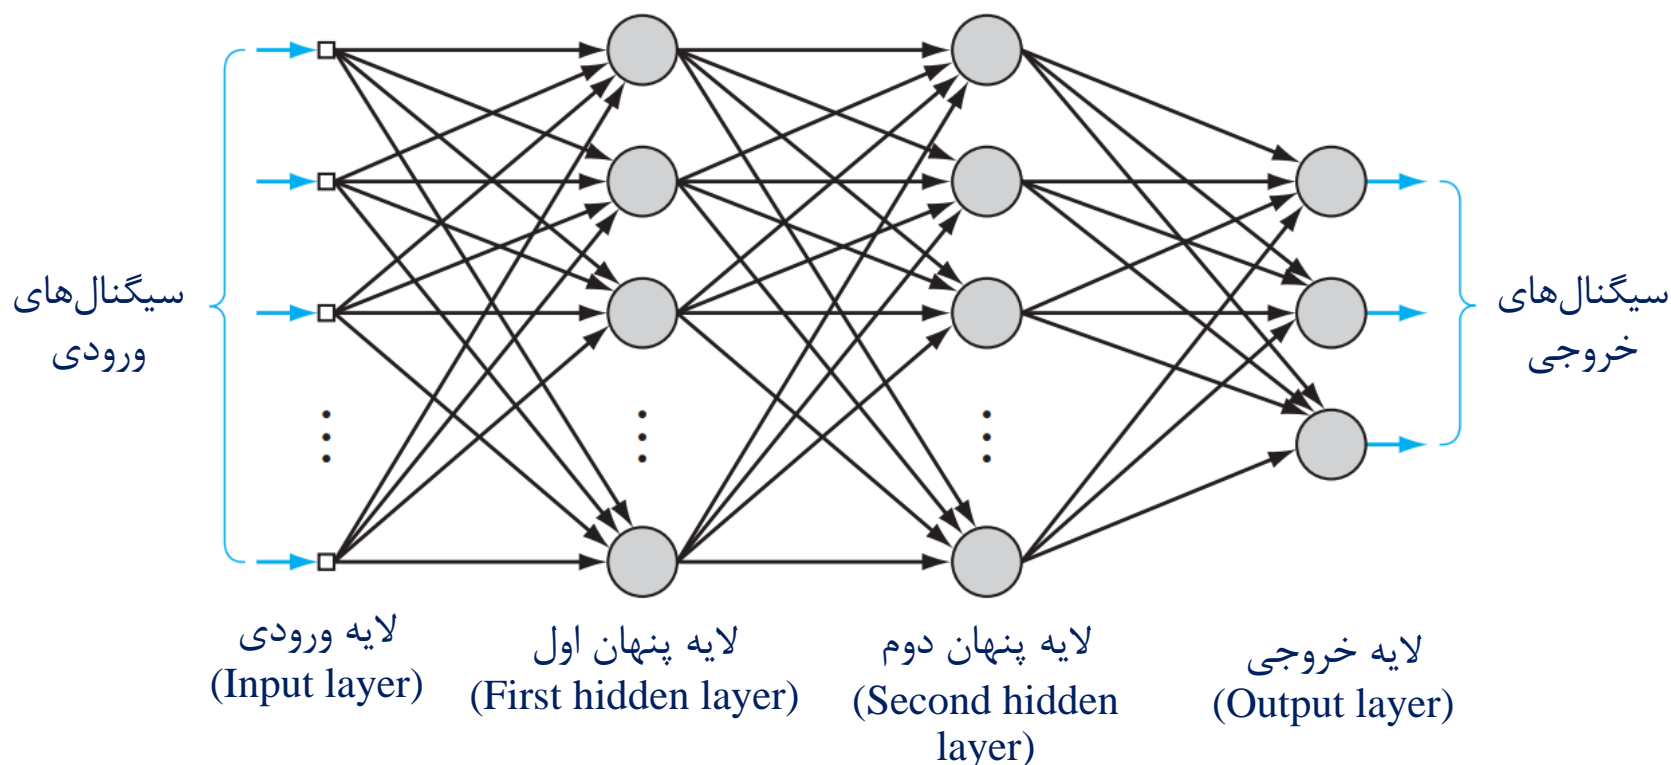 سیگنال‌های
ورودی
سیگنال‌های
خروجی
لایه ورودی
(Input layer)
لایه پنهان اول
(First hidden layer)
لایه پنهان دوم
(Second hidden
layer)
لایه خروجی
(Output layer)